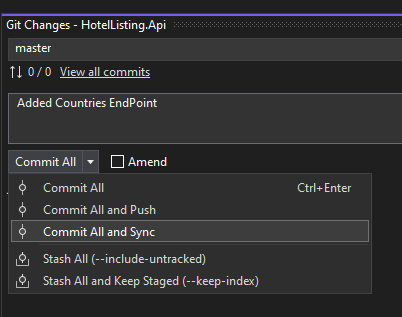 Git Changes - HotelListing.Api
master
0 / 0 View all commits
Added Countries EndPoint
Commit All Amend
Commit All Ctrl+Enter
Commit All and Push
Commit All and Sync
Stash All (--include-untracked)
Stash All and Keep Staged (--keep-index)